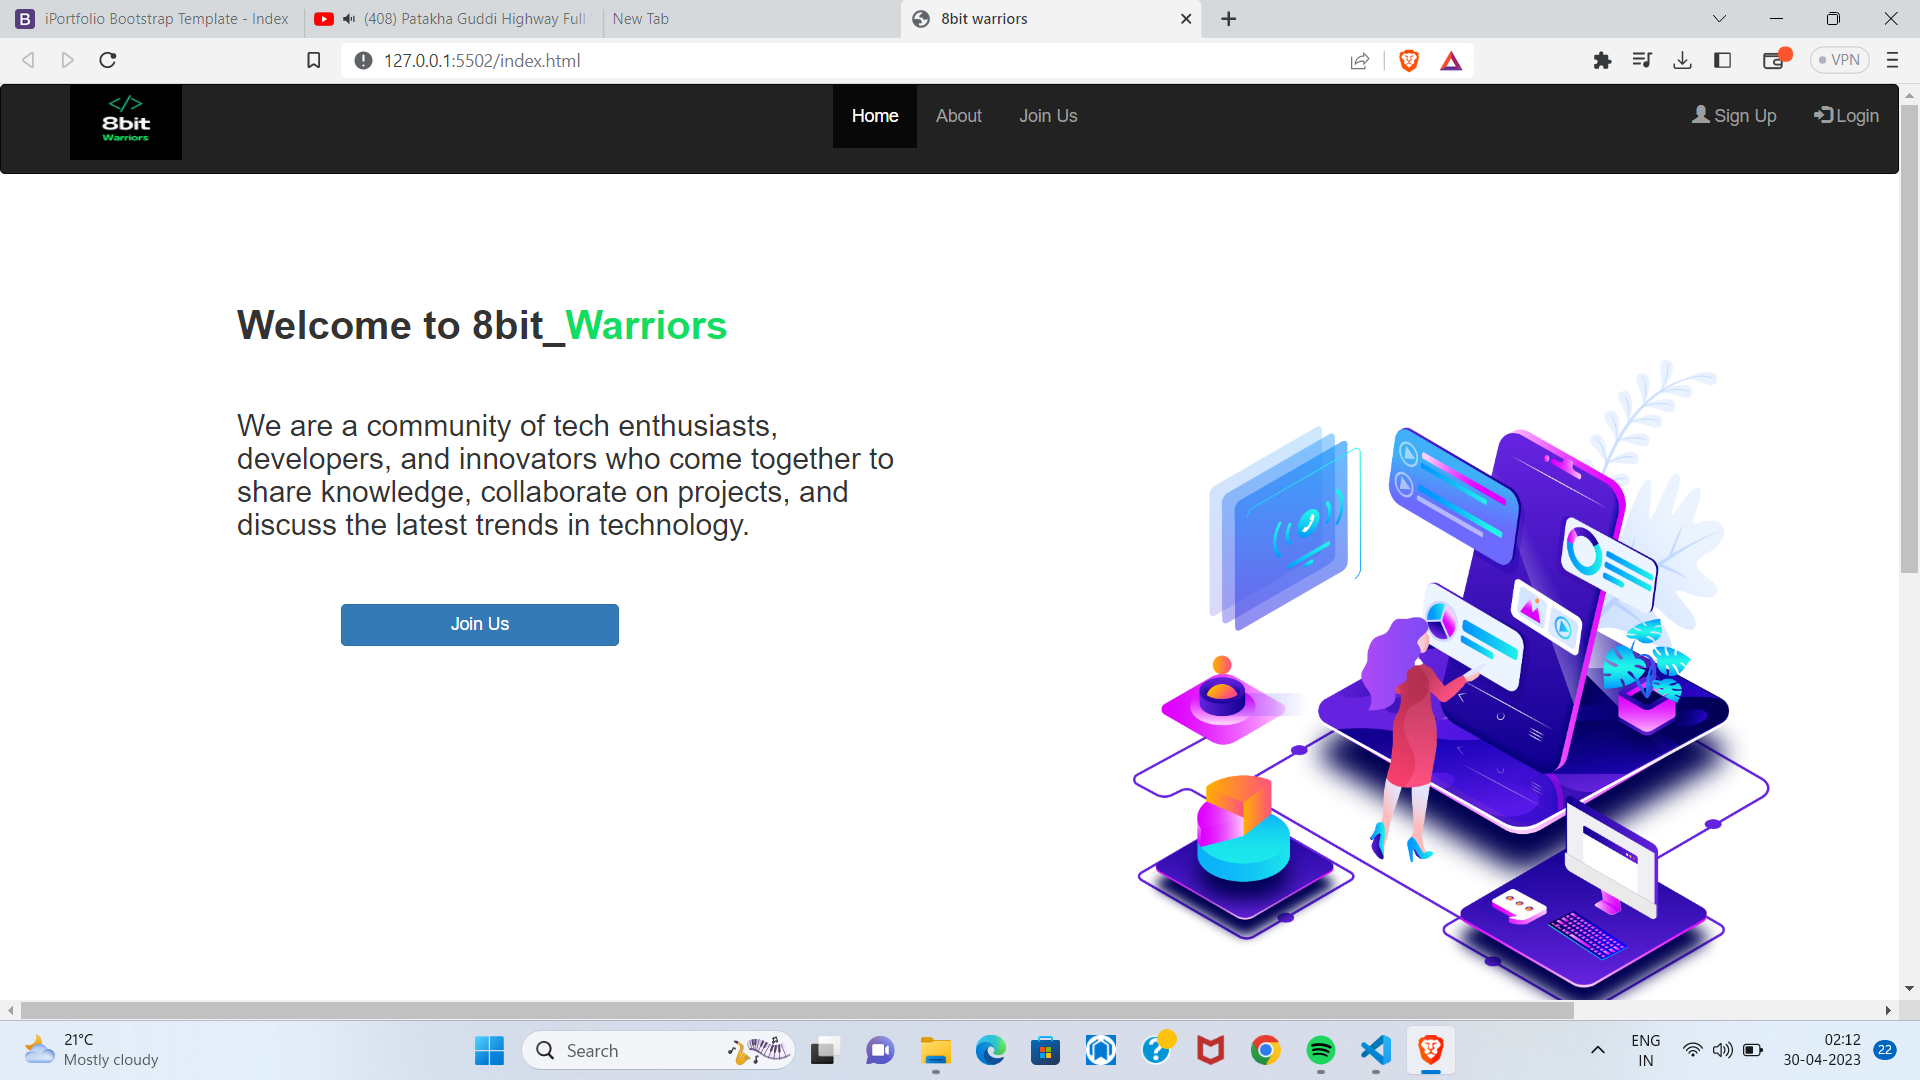 iPortfolio Bootstrap Template - Index
(408) Patakha Guddi Highway Full
New Tab
8bit warriors
127.0.0.1:5502/index.html
VPN
</>
8bit
Warriors
Home
About
Join Us
Sign Up
Login
Welcome to 8bit_Warriors
We are a community of tech enthusiasts,
developers, and innovators who come together to
share knowledge, collaborate on projects, and
discuss the latest trends in technology.
Join Us
21°C
Mostly cloudy
Search
ENG
IN
02:12
30-04-2023
22